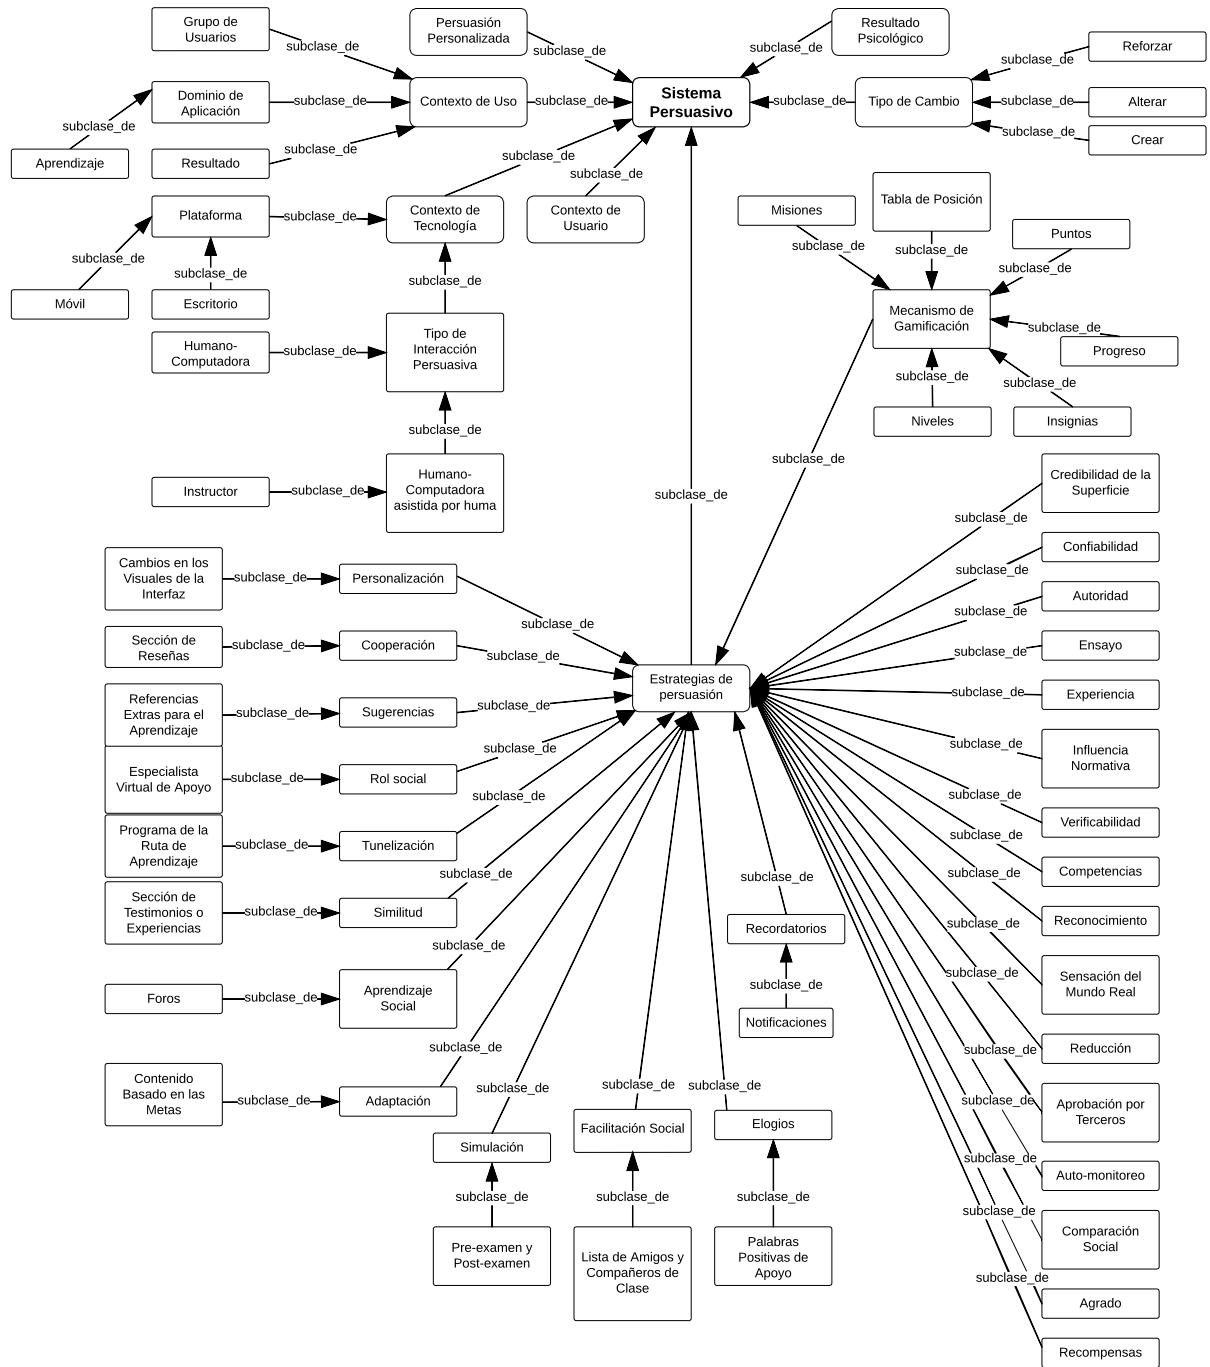 Grupo de
Usuarios
subclase_de
Persuasión
Personalizada
subclase_de
Resultado
Psicológico
subclase_de
Reforzar
subclase_de
Dominio de
Aplicación
subclase_de
Contexto de Uso
subclase_de
Sistema
Persuasivo
subclase_de
Tipo de Cambio
subclase_de
Alterar
subclase_de
Aprendizaje
Resultado
subclase_de
subclase_de
Crear
subclase_de
subclase_de
subclase_de
Plataforma
subclase_de
Contexto de
Tecnología
Contexto de
Usuario
Misiones
Tabla de Posición
Puntos
subclase_de
subclase_de
subclase_de
subclase_de
subclase_de
subclase_de
Móvil
Escritorio
Mecanismo de
Gamificación
subclase_de
Progreso
Humano-
Computadora
subclase_de
Tipo de
Interacción
Persuasiva
subclase_de
subclase_de
Niveles
Insignias
subclase_de
subclase_de
Instructor
subclase_de
Humano-
Computadora
asistida por huma
subclase_de
Credibilidad de la
Superficie
subclase_de
Confiabilidad
subclase_de
Cambios en los
Visuales de la
Interfaz
subclase_de
Personalización
subclase_de
Autoridad
subclase_de
Sección de
Reseñas
subclase_de
Cooperación
subclase_de
Ensayo
subclase_de
Estrategias de
persuasión
Experiencia
subclase_de
Referencias
Extras para el
Aprendizaje
subclase_de
Sugerencias
subclase_de
Influencia
Normativa
subclase_de
Especialista
Virtual de Apoyo
subclase_de
Rol social
subclase_de
Verificabilidad
subclase_de
Programa de la
Ruta de
Aprendizaje
subclase_de
Tunelización
subclase_de
Competencias
subclase_de
Sección de
Testimonios o
Experiencias
subclase_de
Similitud
subclase_de
subclase_de
Recordatorios
Reconocimiento
subclase_de
Foros
subclase_de
Aprendizaje
Social
subclase_de
subclase_de
Notificaciones
Sensación del
Mundo Real
subclase_de
Reducción
subclase_de
Contenido
Basado en las
Metas
subclase_de
Adaptación
subclase_de
Aprobación por
Terceros
subclase_de
Simulación
subclase_de
Facilitación Social
subclase_de
Elogios
subclase_de
Auto-monitoreo
subclase_de
subclase_de
subclase_de
subclase_de
Comparación
Social
subclase_de
Pre-examen y
Post-examen
Lista de Amigos y
Compañeros de
Clase
Palabras
Positivas de
Apoyo
Agrado
subclase_de
Recompensas
subclase_de